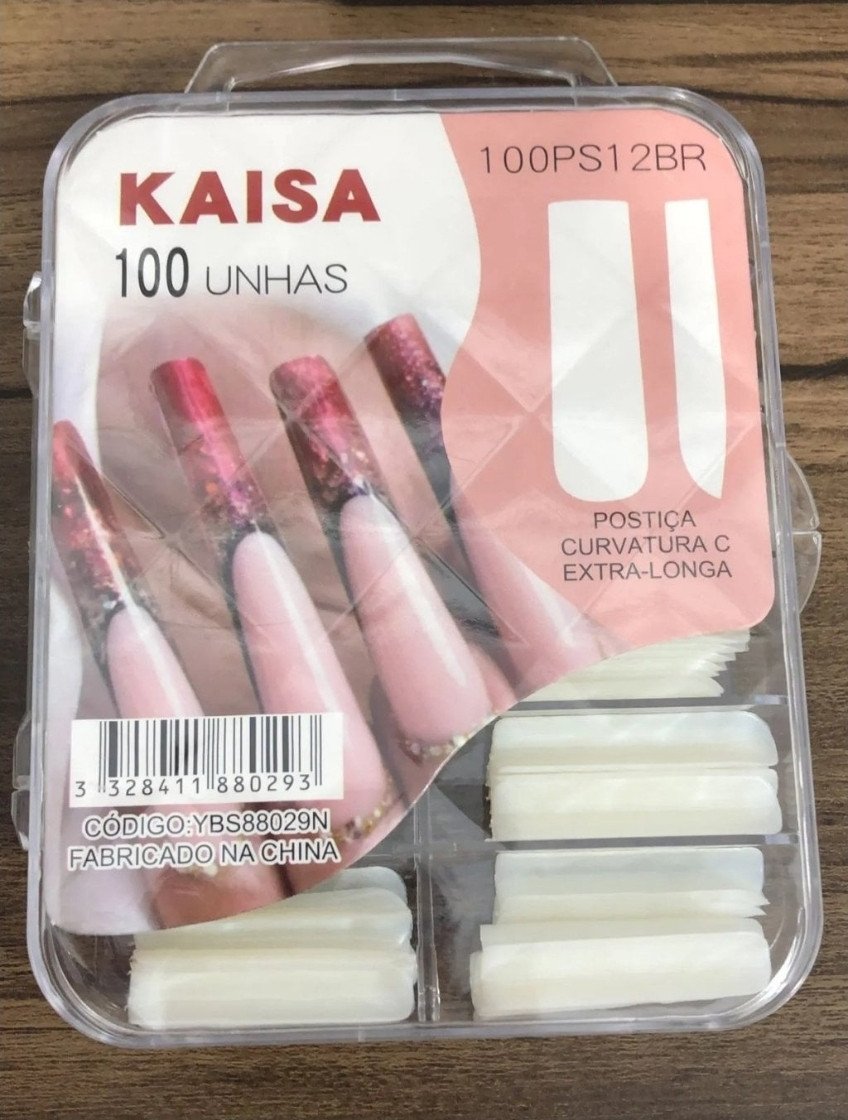 KAISA
100 UNHAS
100PS12BR
POSTIÇA
CURVATURA C
EXTRA-LONGA
3 328411 880293
CÓDIGO:YBS88029N
FABRICADO NA CHINA